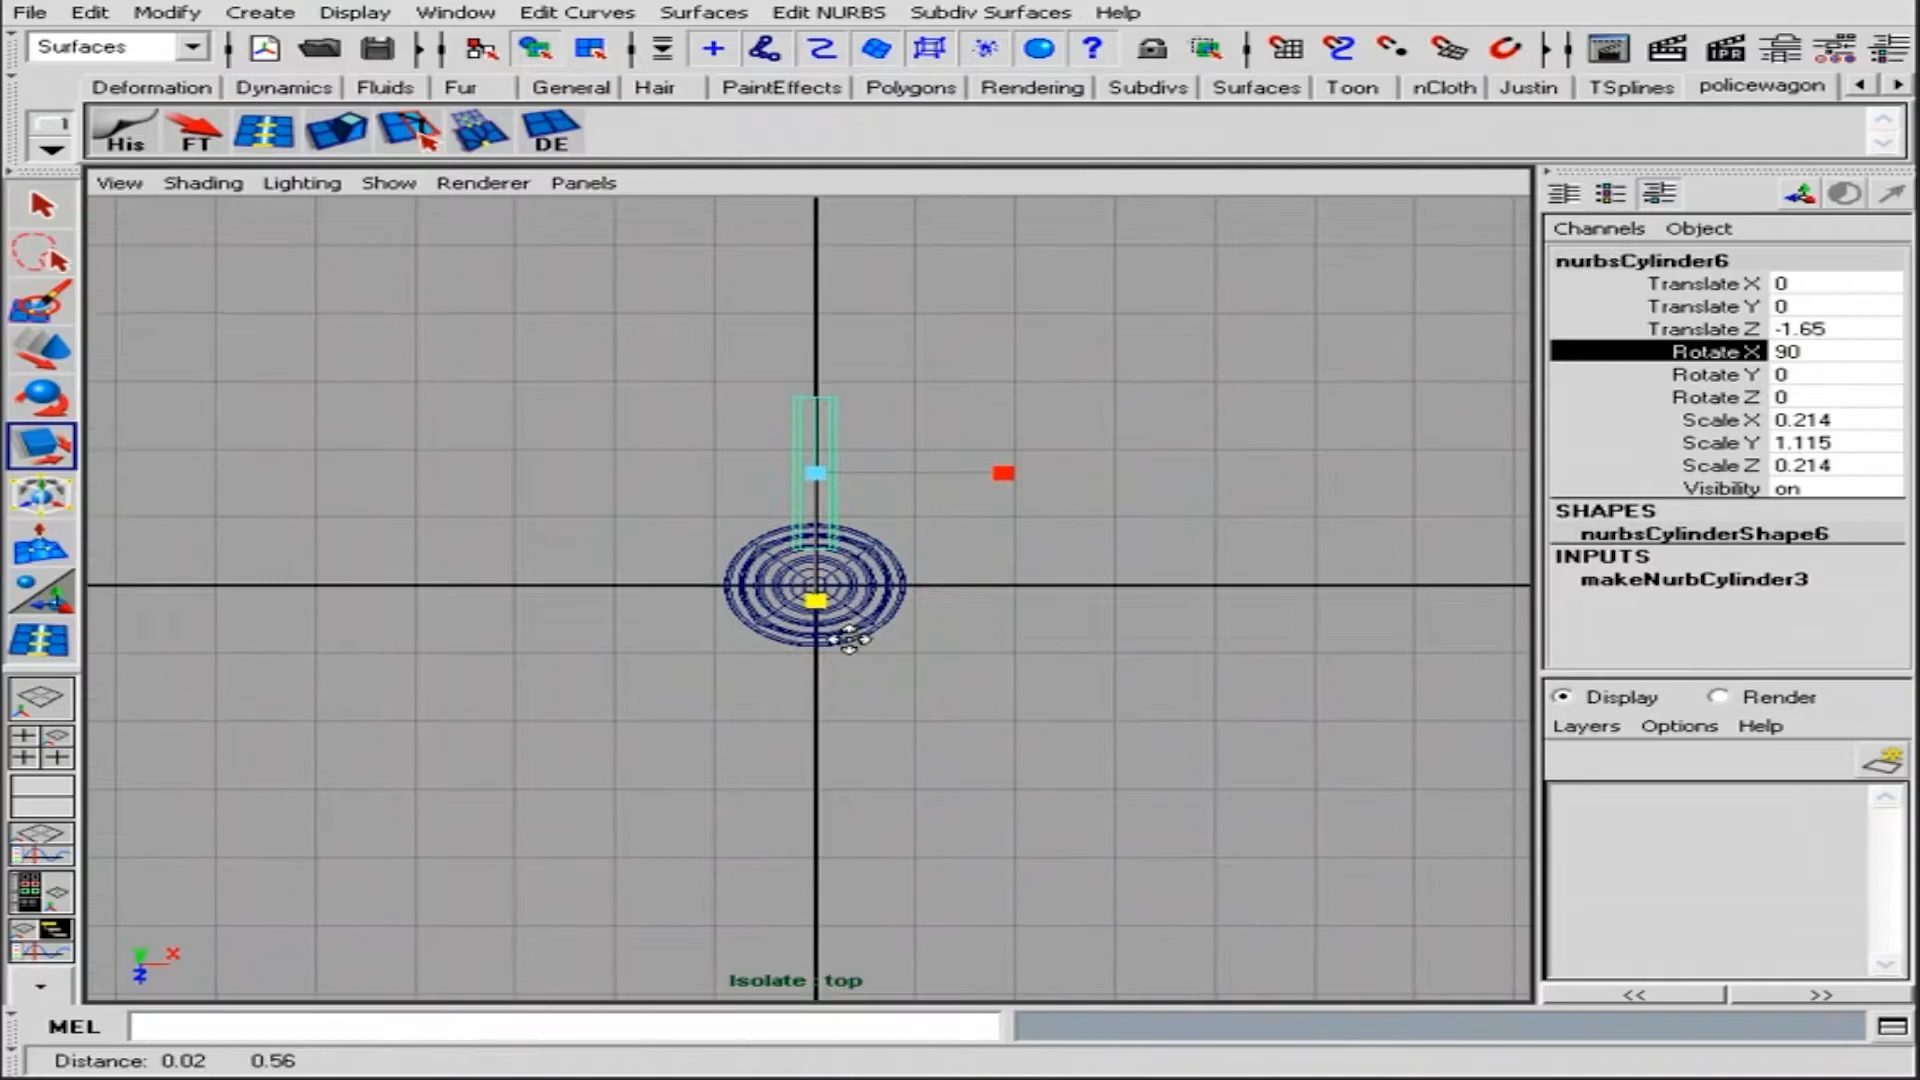 File Edit Modify Create Display Window Edit Curves Surfaces Edit NURBS Subdiv Surfaces Help
Surfaces
Deformation Dynamics Fluids Fur General Hair PaintEffects Polygons Rendering Subdivs Surfaces Toon nCloth Justin TSplines policewagon
His FT DE
View Shading Lighting Show Renderer Panels
Channels Object
nurbsCylinder6
Translate X 0
Translate Y 0
Translate Z -1.65
Rotate X 90
Rotate Y 0
Rotate Z 0
Scale X 0.214
Scale Y 1.115
Scale Z 0.214
Visibility on
SHAPES
nurbsCylinderShape6
INPUTS
makeNurbCylinder3
Display Render
Layers Options Help
y x
z
Isolate : top
<< >>
MEL
Distance: 0.02 0.56